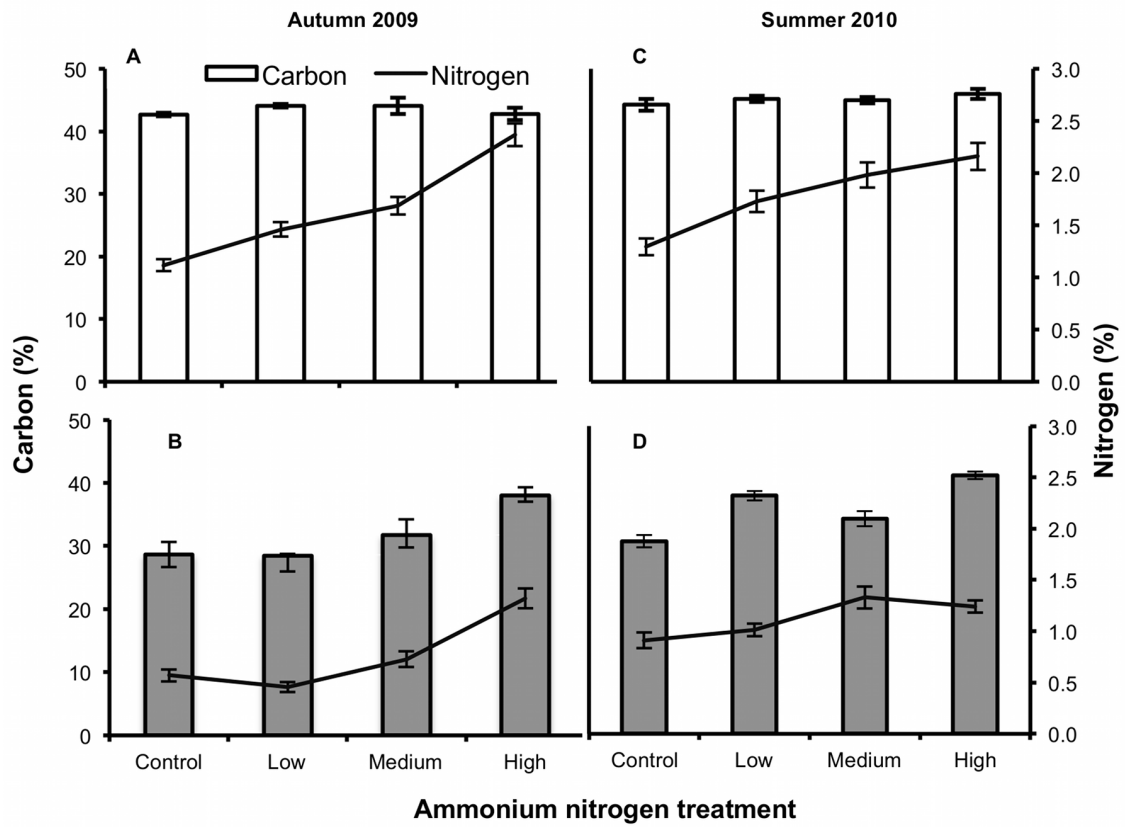 Autumn 2009
Summer 2010
A
C
Carbon
Nitrogen
50
40
30
20
10
0
3.0
2.5
2.0
1.5
1.0
0.5
0.0
Carbon (%)
Nitrogen (%)
B
D
50
40
30
20
10
0
3.0
2.5
2.0
1.5
1.0
0.5
0.0
Control Low Medium High
Control Low Medium High
Ammonium nitrogen treatment